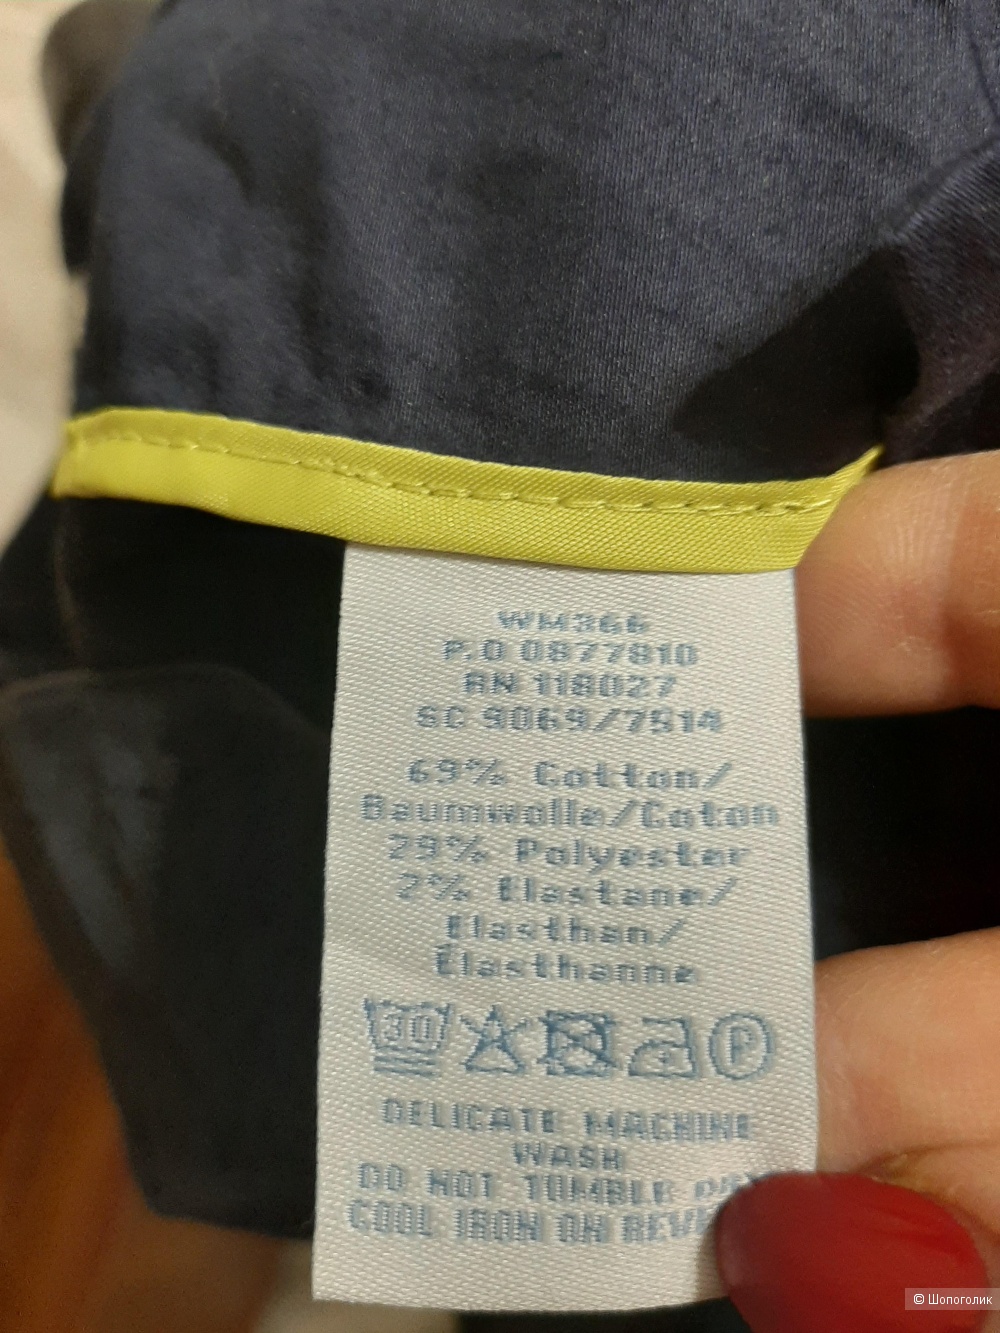 WM366
P.O 0877810
RN 118027
SC 9069/7514
69% Cotton/
Baumwolle/Coton
29% Polyester
2% Elastane/
Elasthan/
Élasthanne
30 P
DELICATE MACHINE
WASH
DO NOT TUMBLE DRY
COOL IRON ON
© Шопоголик